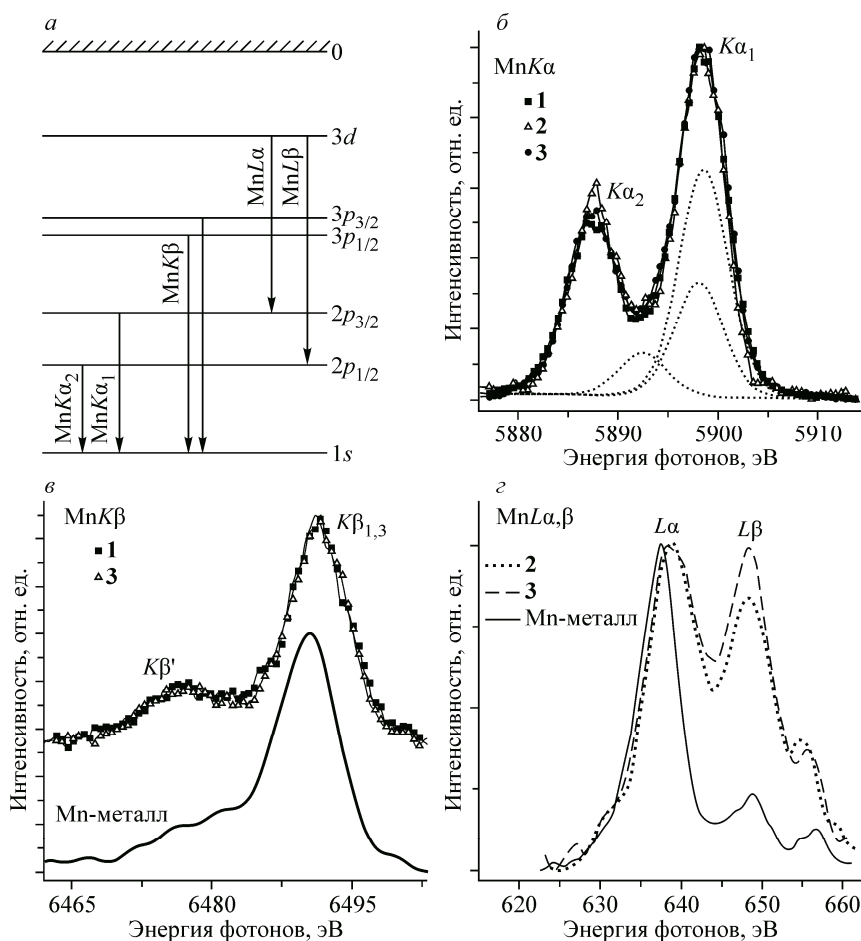 а
0
3d
MnLα
MnLβ
3p3/2
3p1/2
MnKβ
2p3/2
2p1/2
MnKα2
MnKα1
1s
б
Интенсивность, отн. ед.
MnKα
1
2
3
Kα1
Kα2
5880 5890 5900 5910
Энергия фотонов, эВ
в
Интенсивность, отн. ед.
MnKβ
1
3
Kβ1,3
Kβ'
Mn-металл
6465 6480 6495
Энергия фотонов, эВ
г
Интенсивность, отн. ед.
MnLα,β
Lα
Lβ
2
3
Mn-металл
620 630 640 650 660
Энергия фотонов, эВ